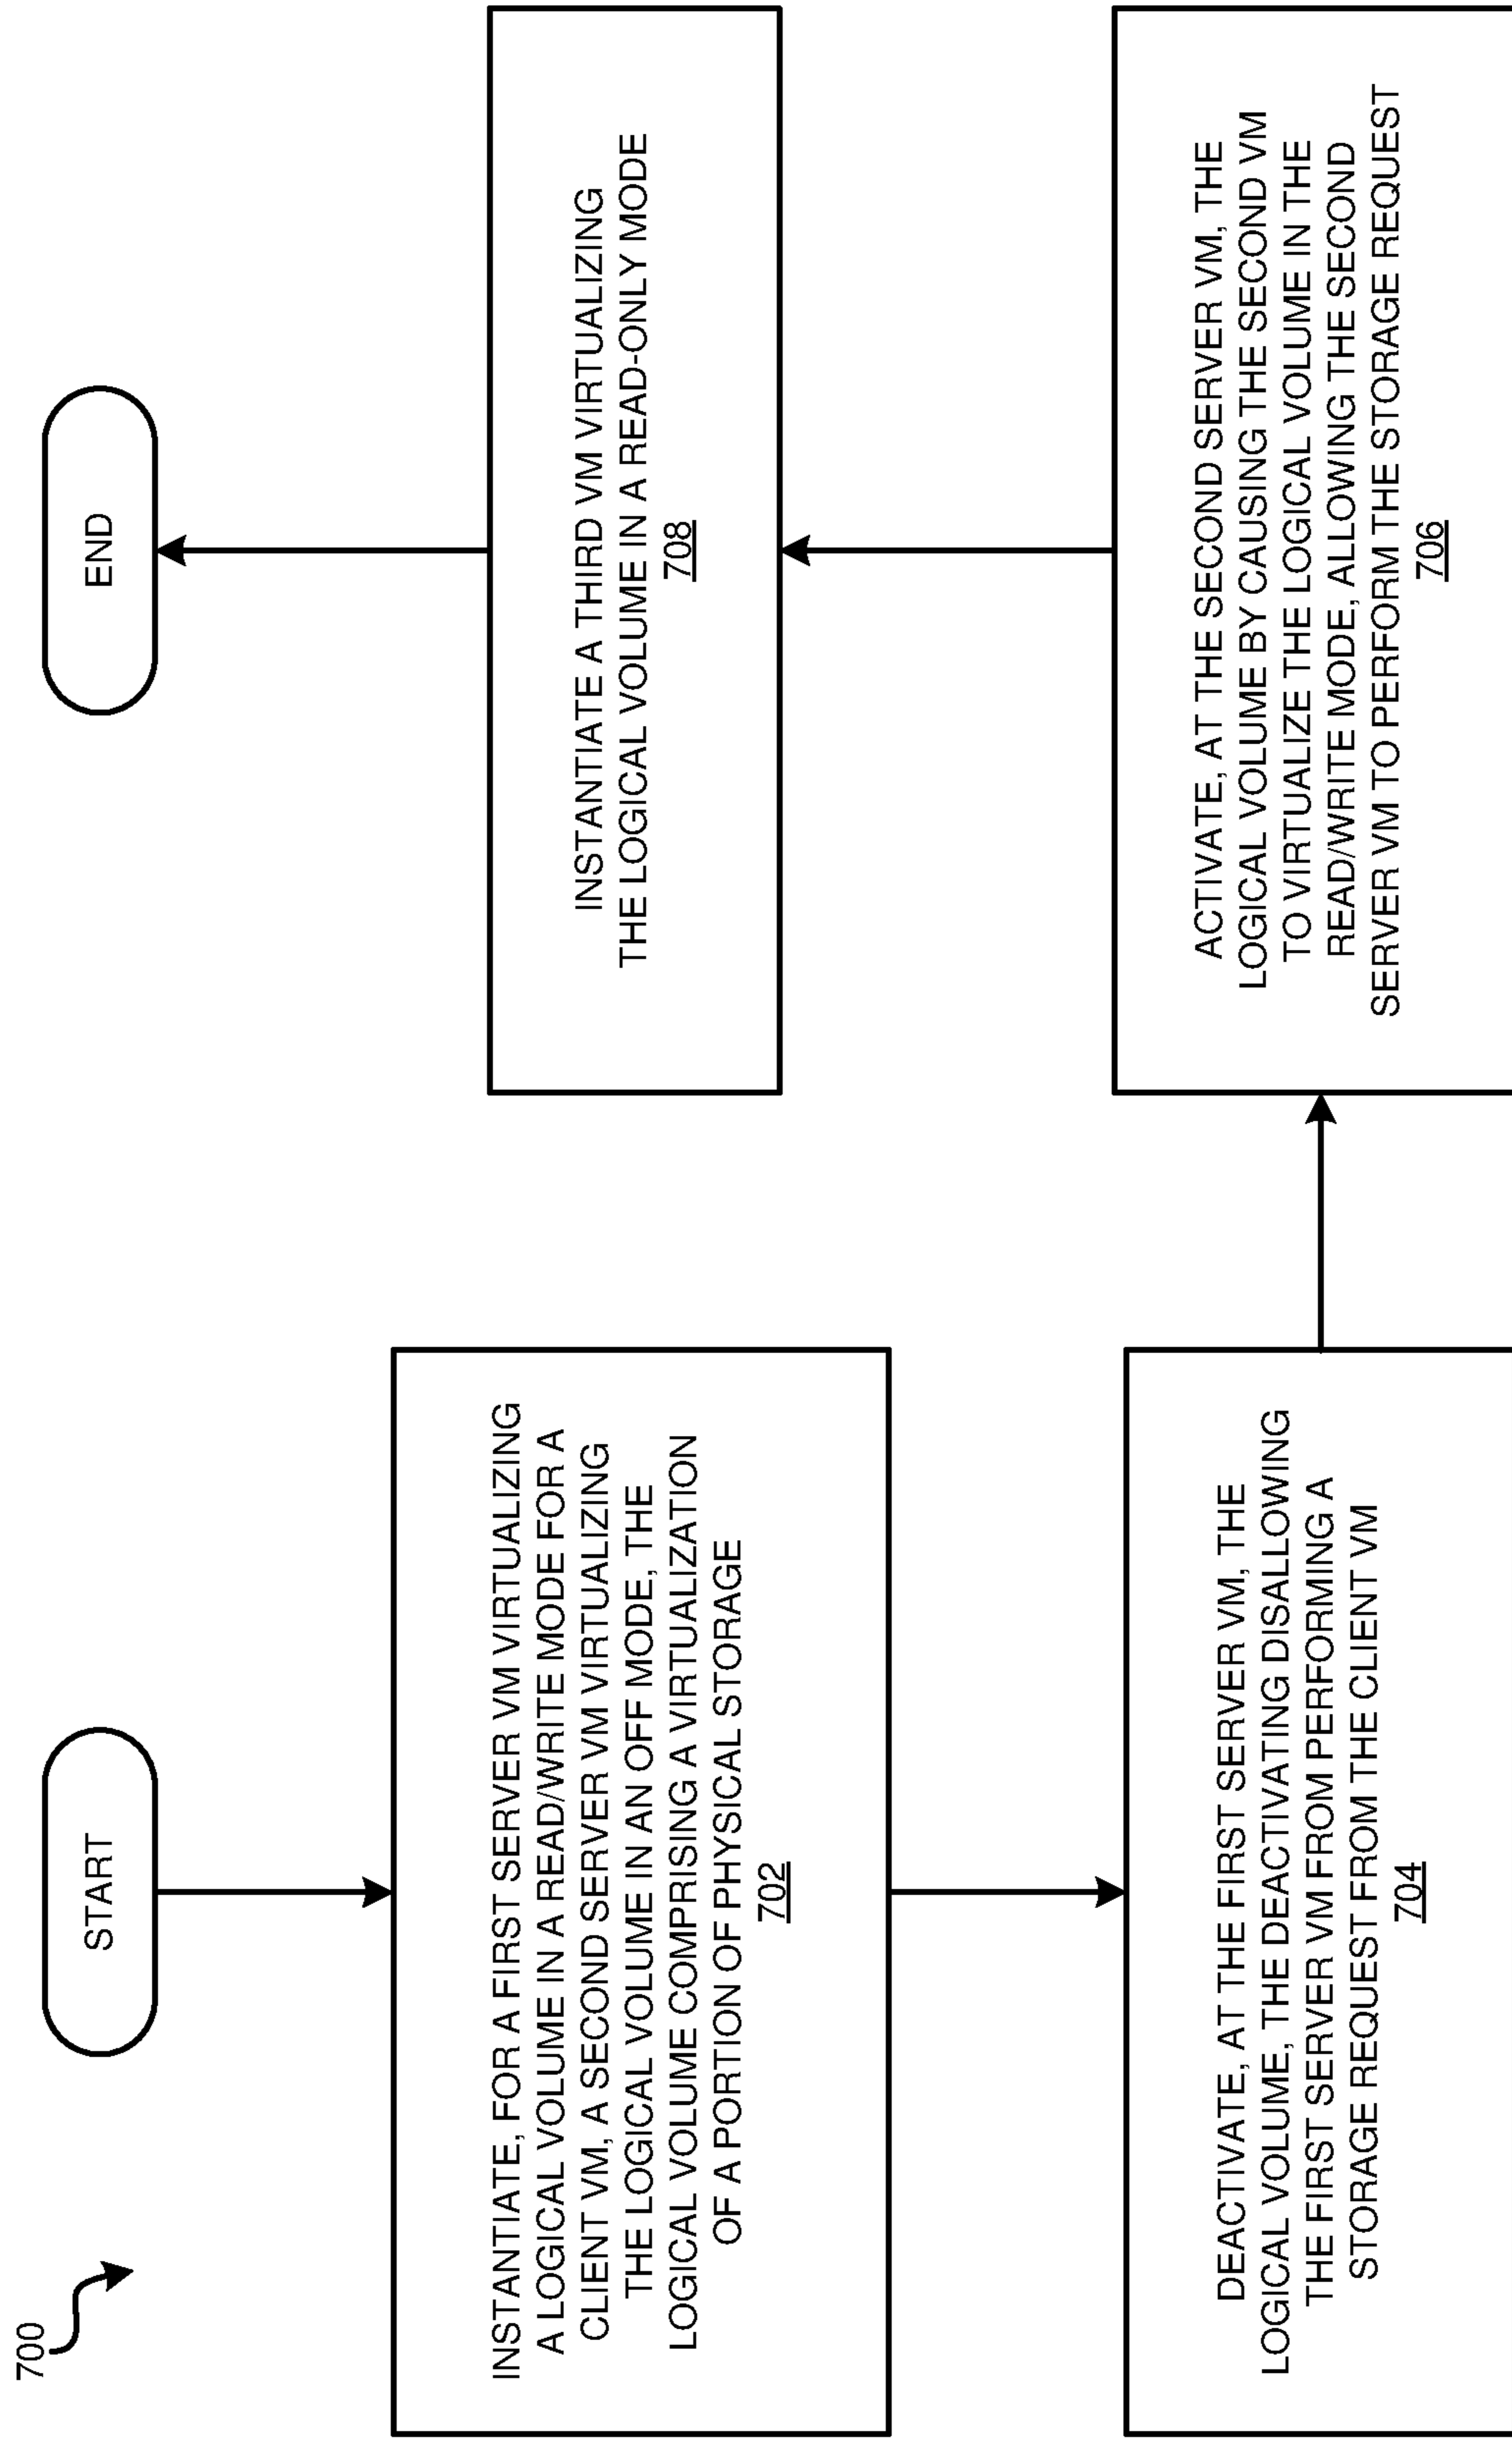 700
START
INSTANTIATE, FOR A FIRST SERVER VM VIRTUALIZING
A LOGICAL VOLUME IN A READ/WRITE MODE FOR A
CLIENT VM, A SECOND SERVER VM VIRTUALIZING
THE LOGICAL VOLUME IN AN OFF MODE, THE
LOGICAL VOLUME COMPRISING A VIRTUALIZATION
OF A PORTION OF PHYSICAL STORAGE
702
DEACTIVATE, AT THE FIRST SERVER VM, THE
LOGICAL VOLUME, THE DEACTIVATING DISALLOWING
THE FIRST SERVER VM FROM PERFORMING A
STORAGE REQUEST FROM THE CLIENT VM
704
ACTIVATE, AT THE SECOND SERVER VM, THE
LOGICAL VOLUME BY CAUSING THE SECOND VM
TO VIRTUALIZE THE LOGICAL VOLUME IN THE
READ/WRITE MODE, ALLOWING THE SECOND
SERVER VM TO PERFORM THE STORAGE REQUEST
706
INSTANTIATE A THIRD VM VIRTUALIZING
THE LOGICAL VOLUME IN A READ-ONLY MODE
708
END